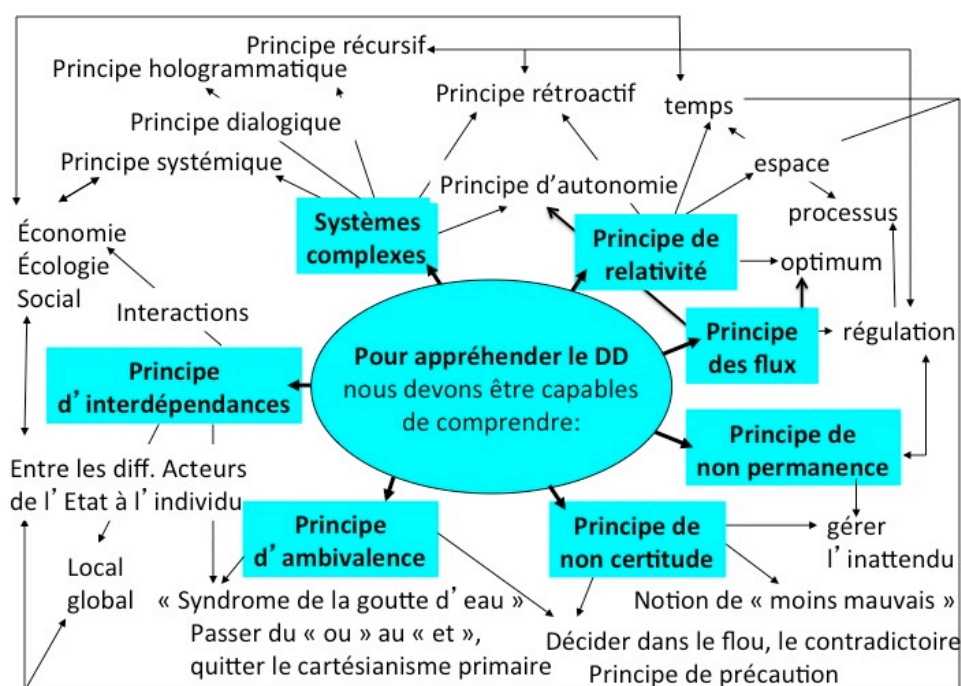 Principe récursif
Principe hologrammatique
Principe rétroactif
temps
Principe dialogique
Principe systémique
espace
Principe d’autonomie
processus
Systèmes
complexes
Principe de
relativité
Économie
Écologie
Social
optimum
Interactions
Principe
des flux
régulation
Pour appréhender le DD
nous devons être capables
de comprendre:
Principe
d’interdépendances
Principe de
non permanence
Entre les diff. Acteurs
de l’Etat à l’individu
Principe
d’ambivalence
Principe de
non certitude
gérer
l’inattendu
Local
global
« Syndrome de la goutte d’eau »
Passer du « ou » au « et »,
quitter le cartésianisme primaire
Notion de « moins mauvais »
Décider dans le flou, le contradictoire
Principe de précaution